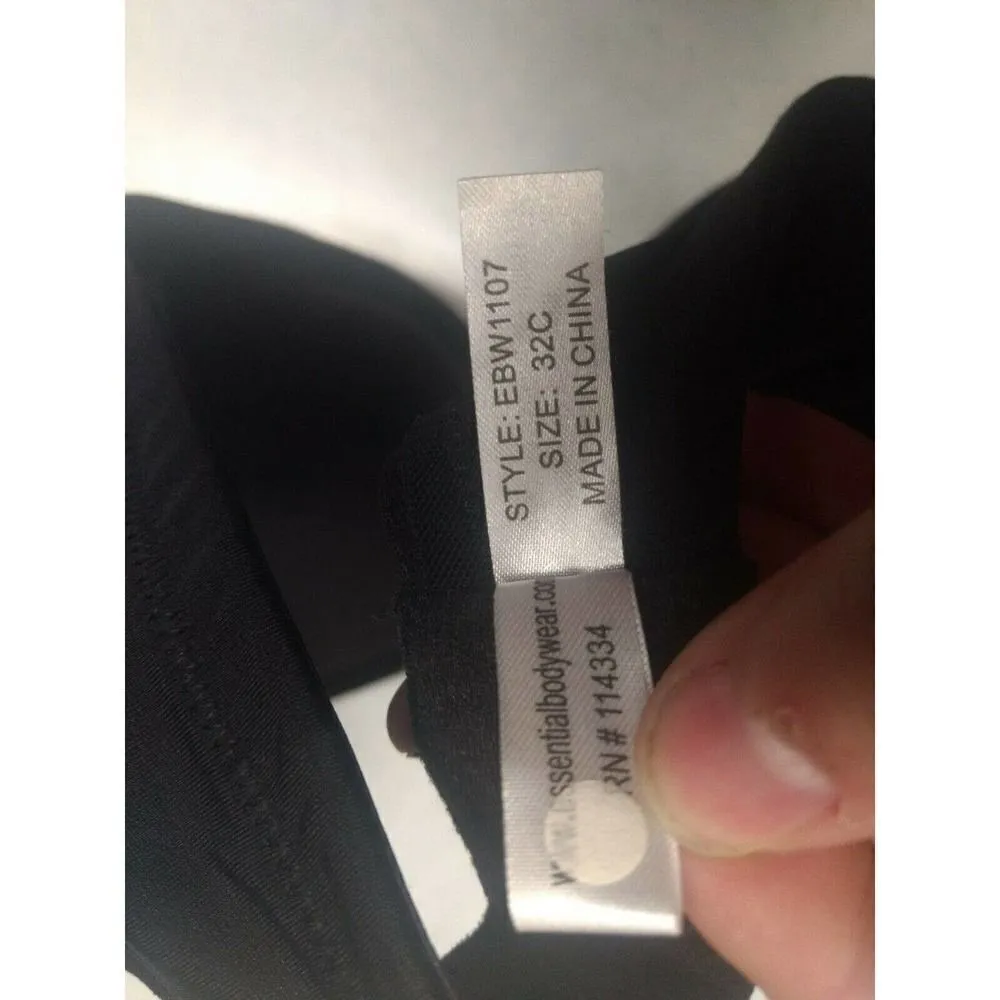 STYLE: EBW1107
SIZE: 32C
MADE IN CHINA
ssentialbodywear.co
RN # 114334